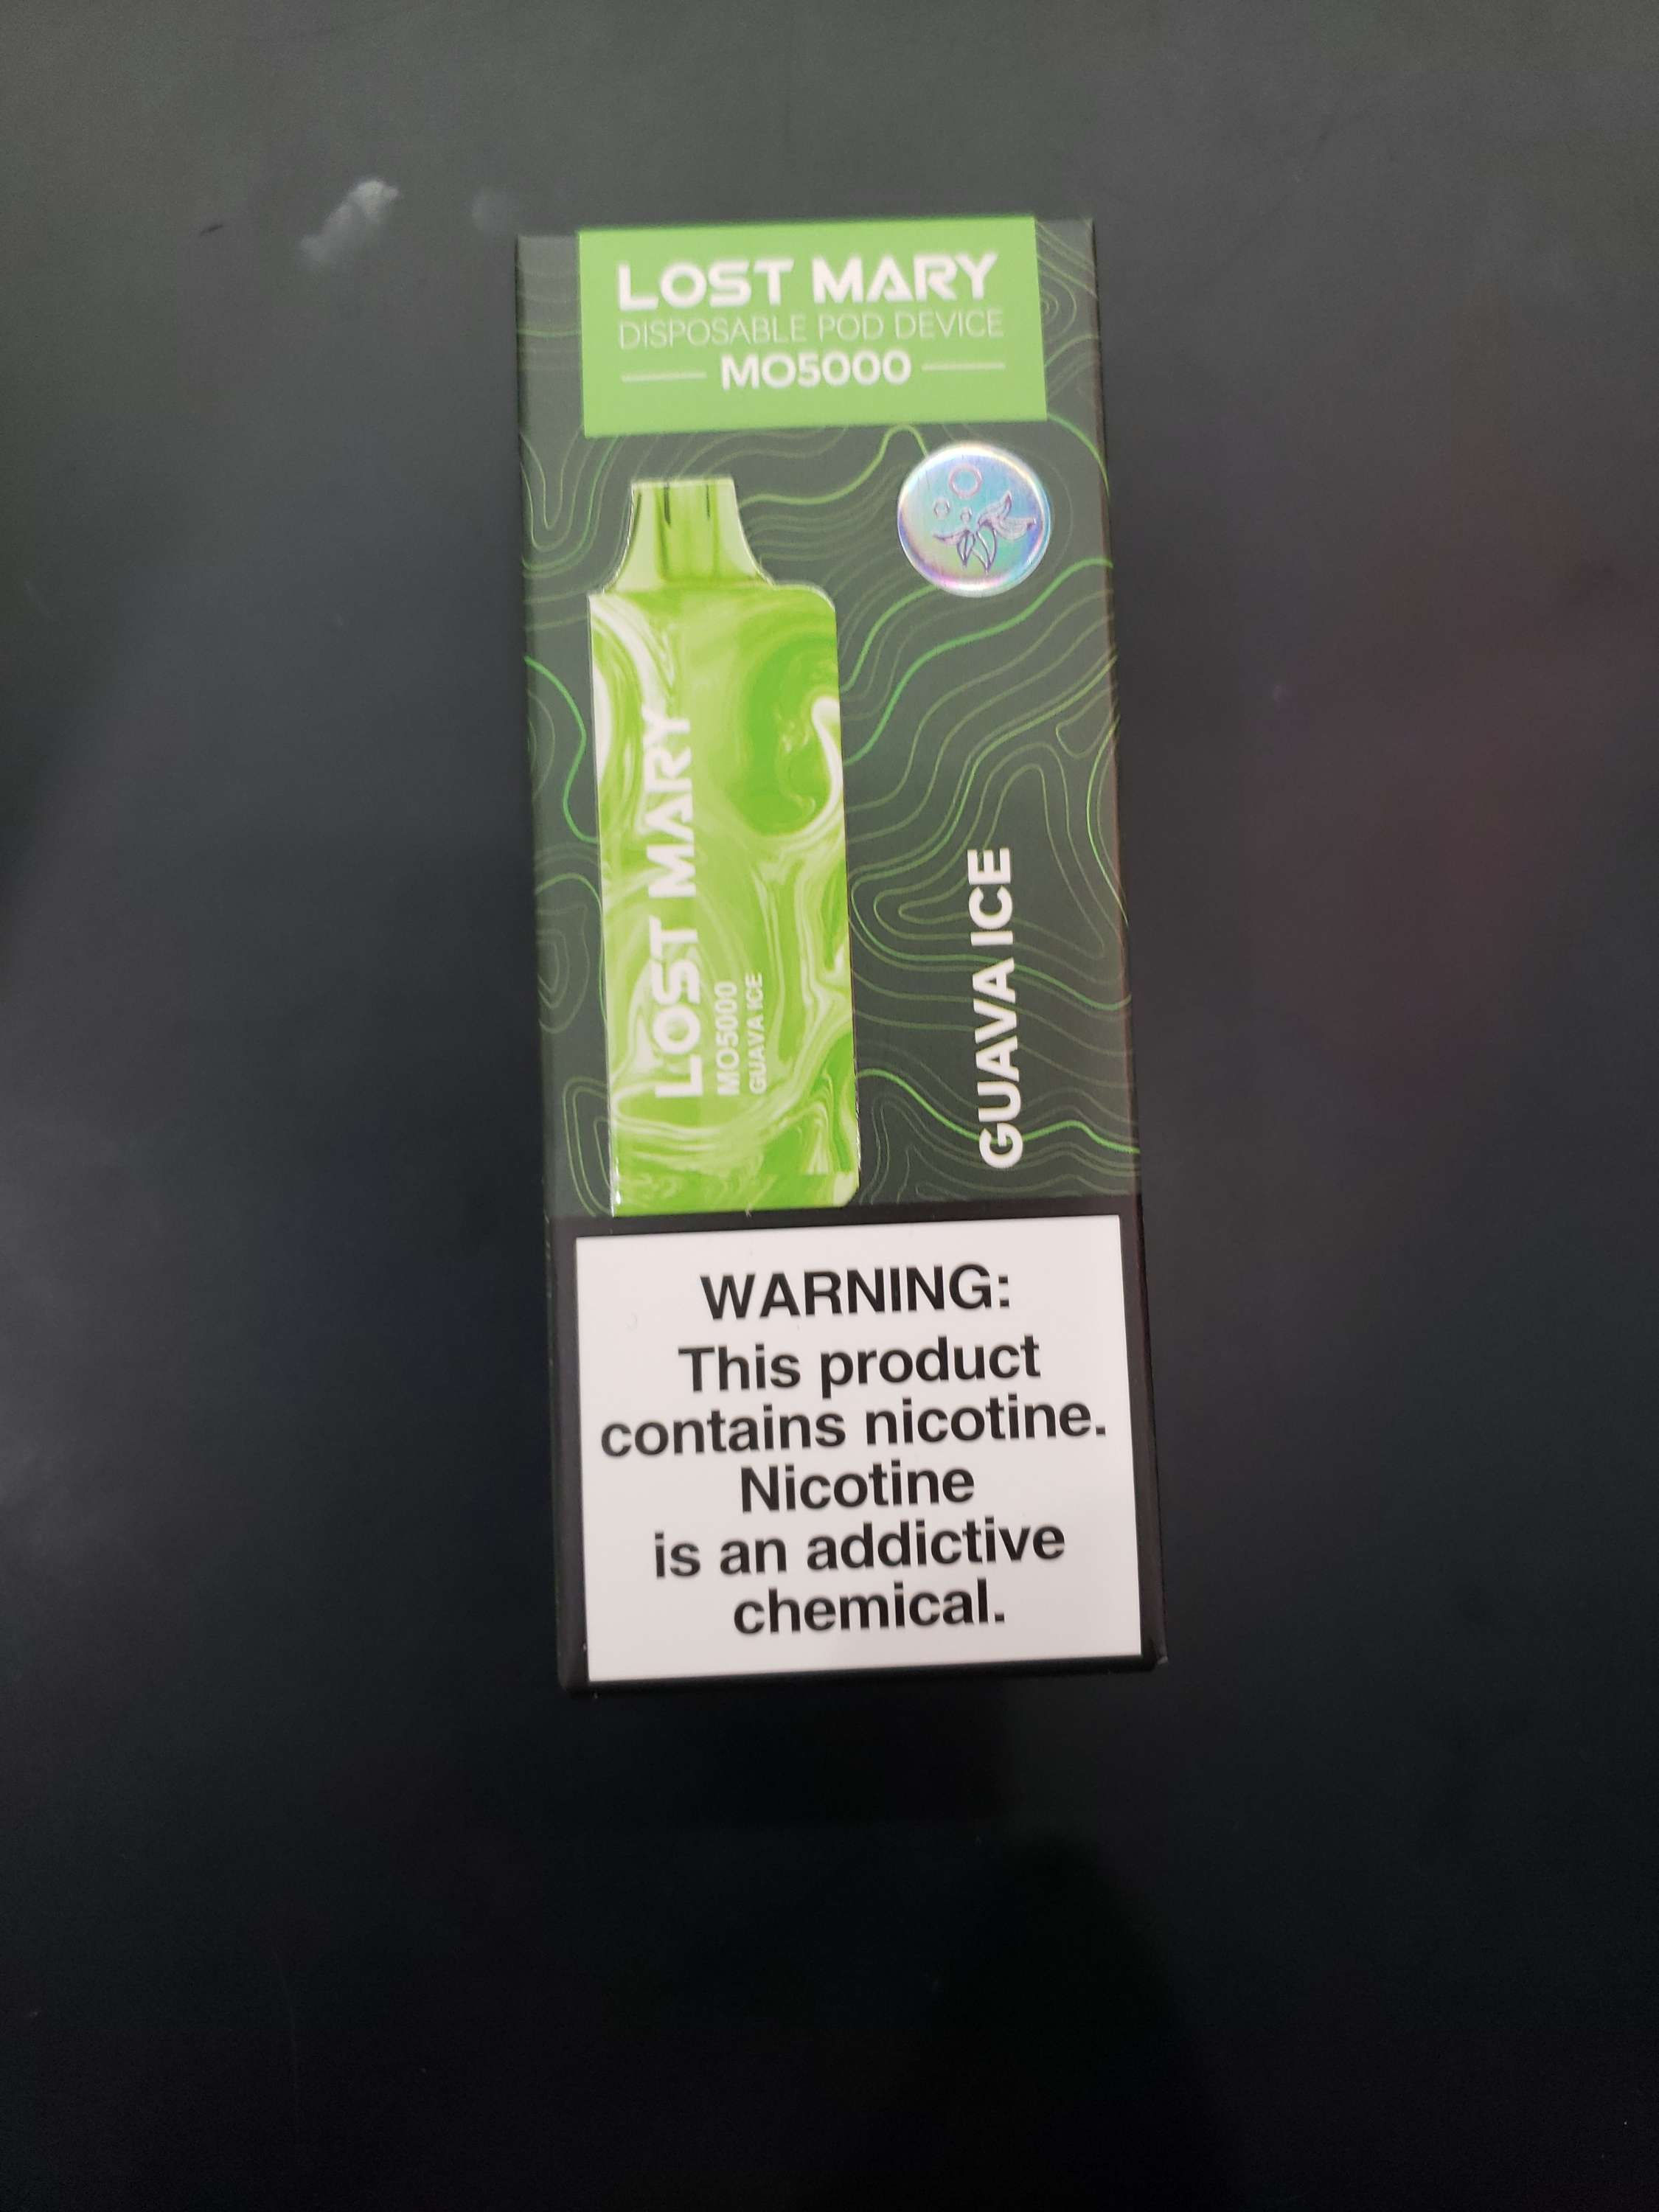 LOST MARY
DISPOSABLE POD DEVICE
MO5000
LOST MARY
MO5000
GUAVA ICE
GUAVA ICE
WARNING:
This product
contains nicotine.
Nicotine
is an addictive
chemical.